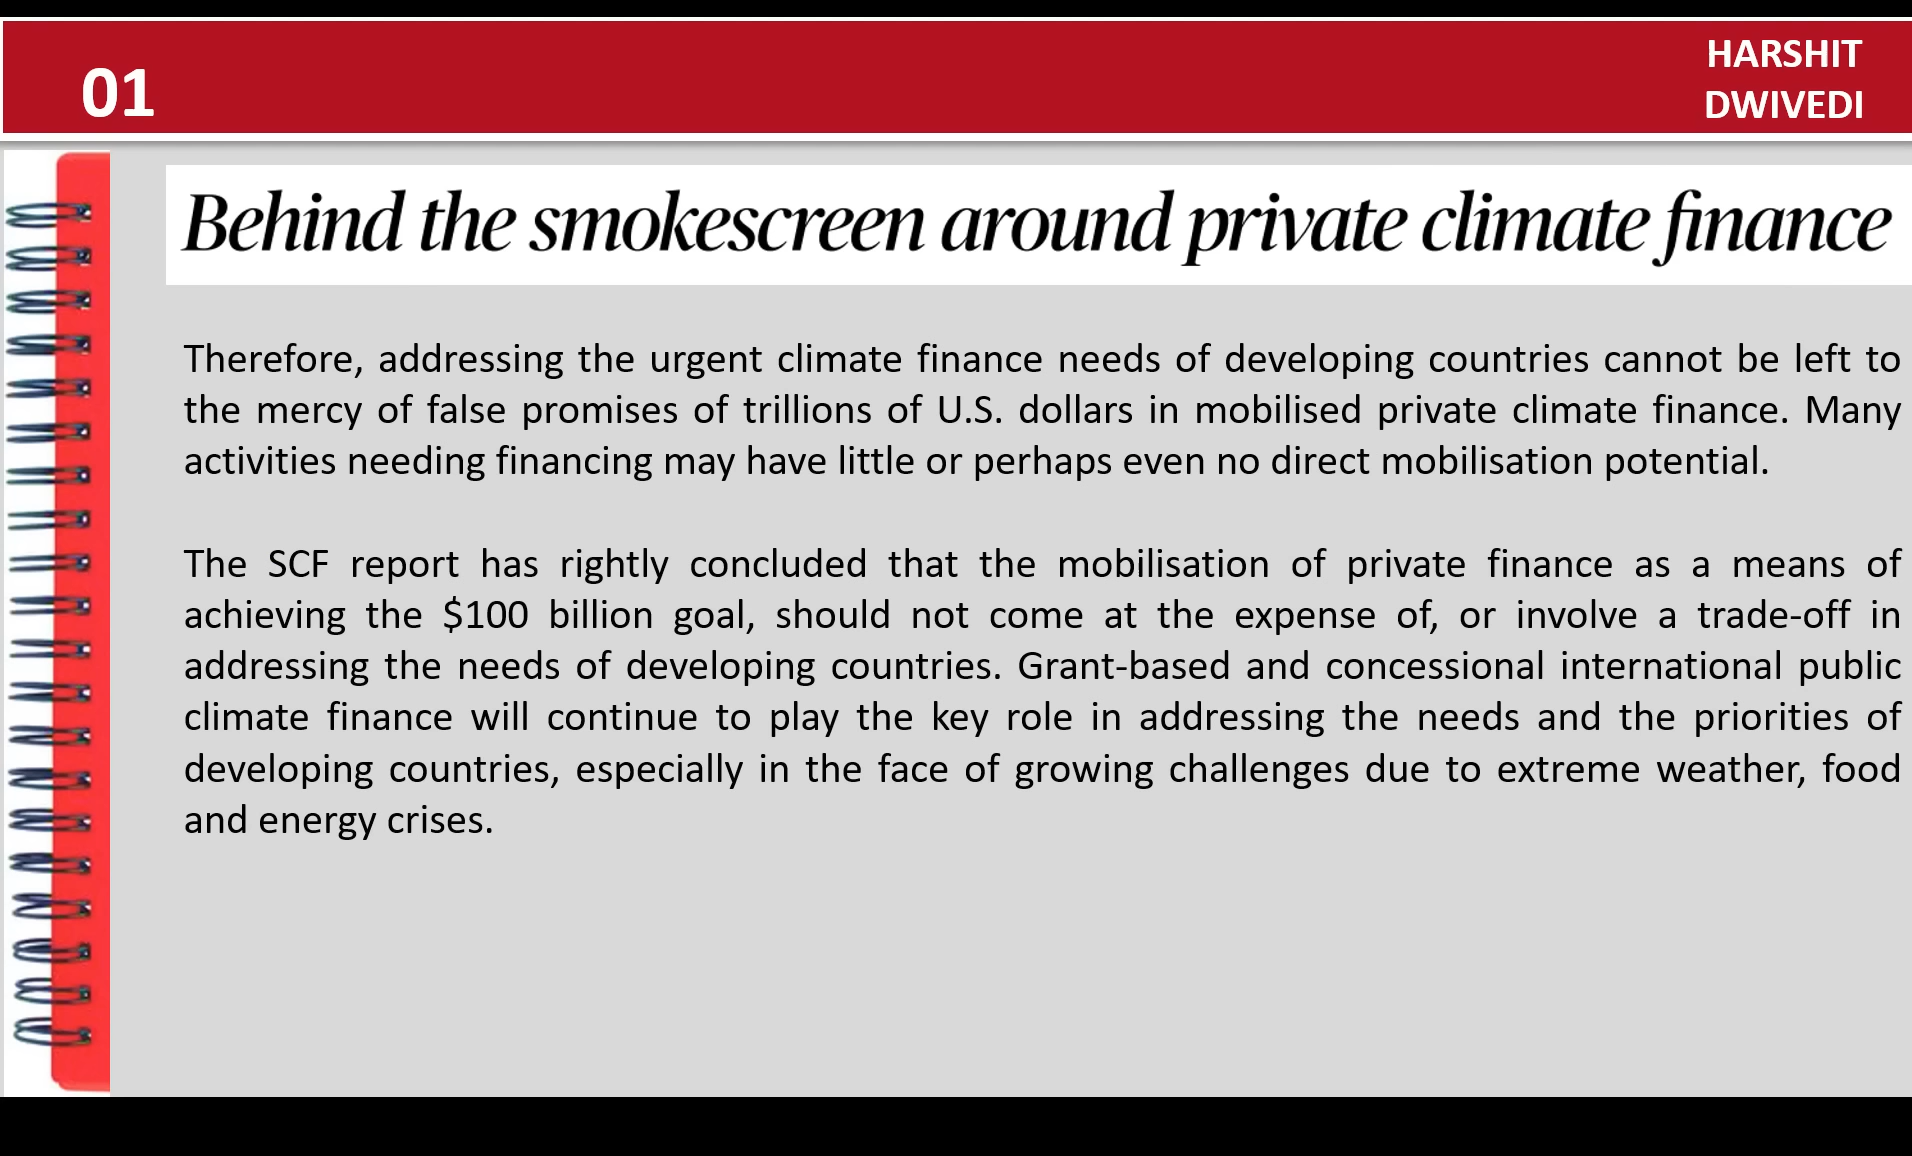 01
HARSHIT
DWIVEDI
Behind the smokescreen around private climate finance
Therefore, addressing the urgent climate finance needs of developing countries cannot be left to
the mercy of false promises of trillions of U.S. dollars in mobilised private climate finance. Many
activities needing financing may have little or perhaps even no direct mobilisation potential.
The SCF report has rightly concluded that the mobilisation of private finance as a means of
achieving the $100 billion goal, should not come at the expense of, or involve a trade-off in
addressing the needs of developing countries. Grant-based and concessional international public
climate finance will continue to play the key role in addressing the needs and the priorities of
developing countries, especially in the face of growing challenges due to extreme weather, food
and energy crises.